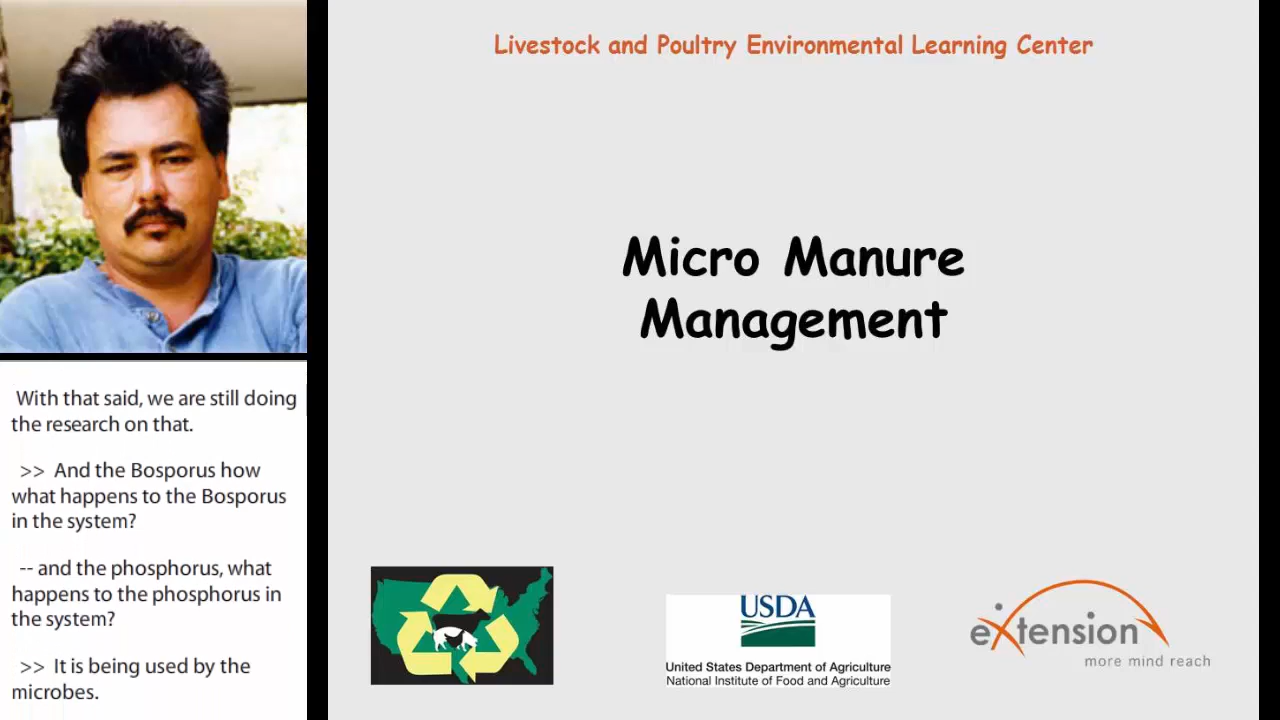 Livestock and Poultry Environmental Learning Center
Micro Manure
Management
With that said, we are still doing
the research on that.
>> And the Bosporus how
what happens to the Bosporus
in the system?
-- and the phosphorus, what
happens to the phosphorus in
the system?
>> It is being used by the
microbes.
USDA
United States Department of Agriculture
National Institute of Food and Agriculture
eXtension
more mind reach